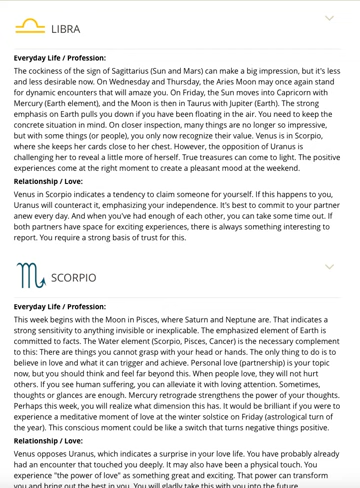 LIBRA
Everyday Life / Profession:
The cockiness of the sign of Sagittarius (Sun and Mars) can make a big impression, but it's less
and less desirable now. On Wednesday and Thursday, the Aries Moon may once again stand
for dynamic encounters that will amaze you. On Friday, the Sun moves into Capricorn with
Mercury (Earth element), and the Moon is then in Taurus with Jupiter (Earth). The strong
emphasis on Earth pulls you down if you have been floating in the air. You need to keep the
concrete situation in mind. On closer inspection, many things are no longer so impressive,
but with some things (or people), you only now recognize their value. Venus is in Scorpio,
where she keeps her cards close to her chest. However, the opposition of Uranus is
challenging her to reveal a little more of herself. True treasures can come to light. The positive
experiences come at the right moment to create a pleasant mood at the weekend.
Relationship / Love:
Venus in Scorpio indicates a tendency to claim someone for yourself. If this happens to you,
Uranus will counteract it, emphasizing your independence. It's best to commit to your partner
anew every day. And when you've had enough of each other, you can take some time out. If
both partners have space for exciting experiences, there is always something interesting to
report. You require a strong basis of trust for this.
SCORPIO
Everyday Life / Profession:
This week begins with the Moon in Pisces, where Saturn and Neptune are. That indicates a
strong sensitivity to anything invisible or inexplicable. The emphasized element of Earth is
committed to facts. The Water element (Scorpio, Pisces, Cancer) is the necessary complement
to this: There are things you cannot grasp with your head or hands. The only thing to do is to
believe in love and what it can trigger and achieve. Personal love (partnership) is your topic
now, but you should think and feel far beyond this. When people love, they will not hurt
others. If you see human suffering, you can alleviate it with loving attention. Sometimes,
thoughts or glances are enough. Mercury retrograde strengthens the power of your thoughts.
Perhaps this week, you will realize what dimension this has. It would be brilliant if you were to
experience a meditative moment of love at the winter solstice on Friday (astrological turn of
the year). This conscious moment could be like a switch that turns negative things positive.
Relationship / Love:
Venus opposes Uranus, which indicates a surprise in your love life. You have probably already
had an encounter that touched you deeply. It may also have been a physical touch. You
experience "the power of love" as something great and exciting. That power can transform
you and bring out the best in you. You will gladly take this with you into the future